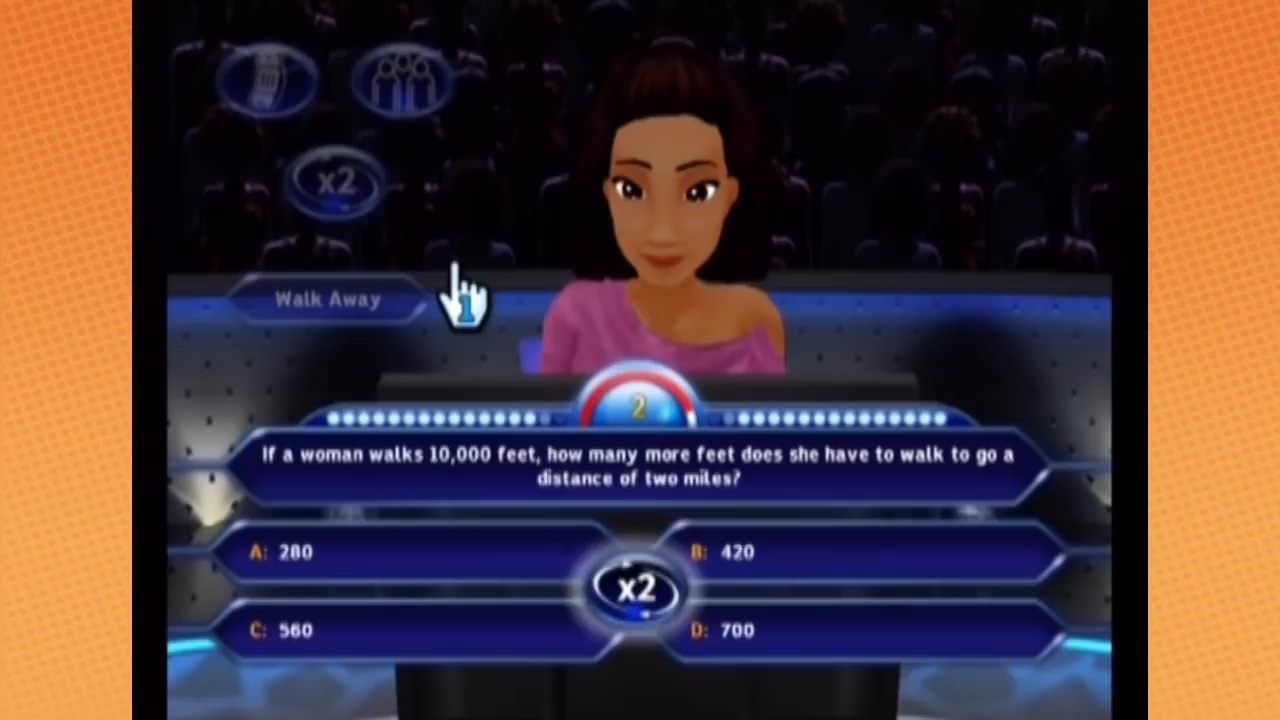 x2
Walk Away
1
2
If a woman walks 10,000 feet, how many more feet does she have to walk to go a
distance of two miles?
A: 280
B: 420
x2
C: 560
D: 700